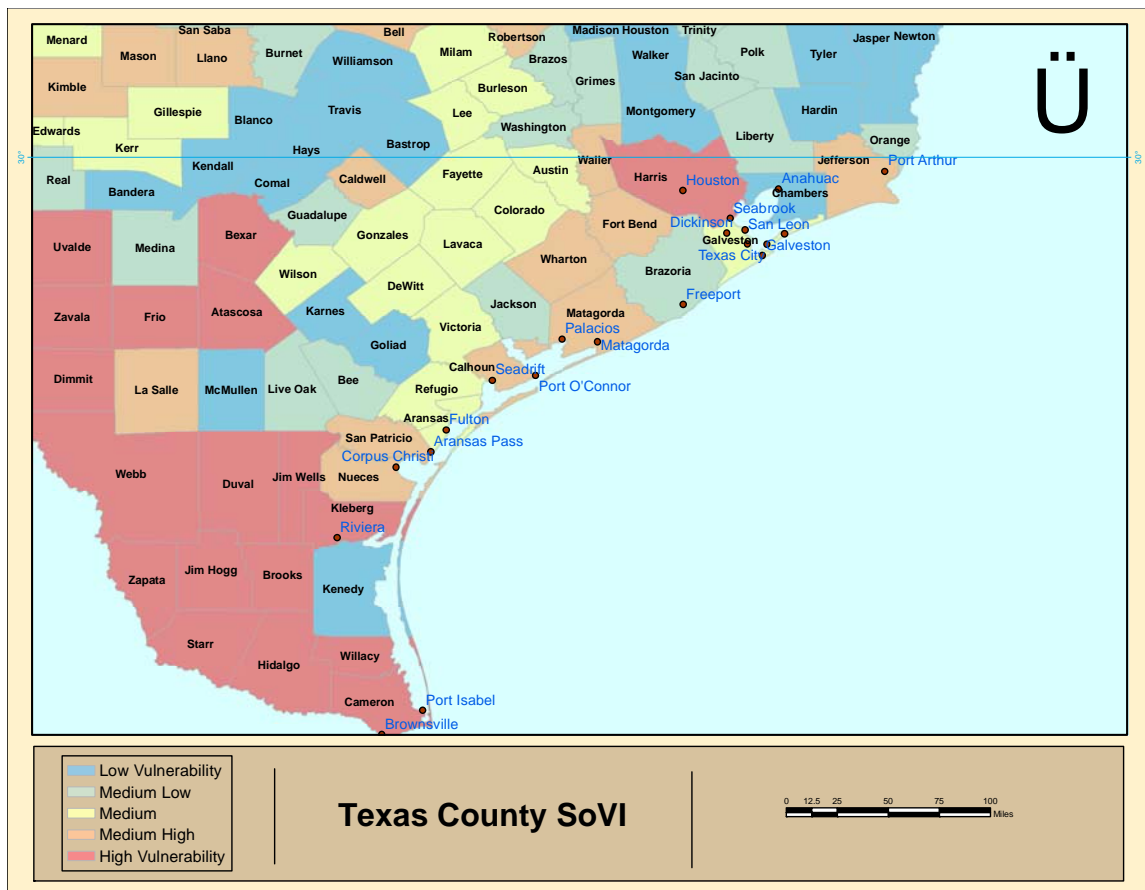 San Saba
Bell
Robertson
Madison Houston
Trinity
Jasper Newton
Menard
Mason
Llano
Burnet
Williamson
Milam
Brazos
Walker
Polk
Tyler
Ü
Kimble
Grimes
San Jacinto
Burleson
Gillespie
Blanco
Travis
Lee
Montgomery
Hardin
Edwards
Washington
Liberty
Orange
Kerr
Hays
Bastrop
30°
30°
Kendall
Waller
Jefferson
Port Arthur
Real
Bandera
Comal
Caldwell
Fayette
Austin
Harris
Houston
Anahuac
Chambers
Guadalupe
Colorado
Seabrook
Uvalde
Medina
Bexar
Gonzales
Lavaca
Fort Bend
Dickinson
San Leon
Galveston
Galveston
Texas City
Wilson
Wharton
Brazoria
DeWitt
Freeport
Zavala
Frio
Atascosa
Karnes
Jackson
Matagorda
Victoria
Palacios
Goliad
Matagorda
Dimmit
La Salle
McMullen
Live Oak
Bee
Calhoun
Seadrift
Refugio
Port O'Connor
Aransas
Fulton
San Patricio
Aransas Pass
Corpus Christi
Webb
Duval
Jim Wells
Nueces
Kleberg
Riviera
Zapata
Jim Hogg
Brooks
Kenedy
Starr
Hidalgo
Willacy
Cameron
Port Isabel
Brownsville
Low Vulnerability
Medium Low
Medium
Medium High
High Vulnerability
Texas County SoVI
0 12.5 25 50 75 100
Miles